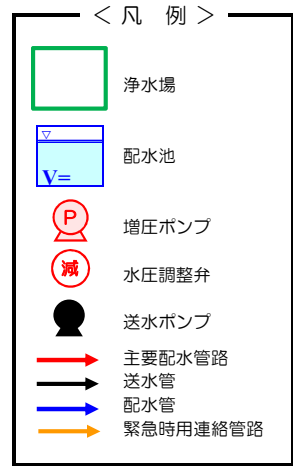 ＜ 凡　例 ＞
浄水場
▽
V=
配水池
P
増圧ポンプ
減
水圧調整弁
送水ポンプ
主要配水管路
送水管
配水管
緊急時用連絡管路